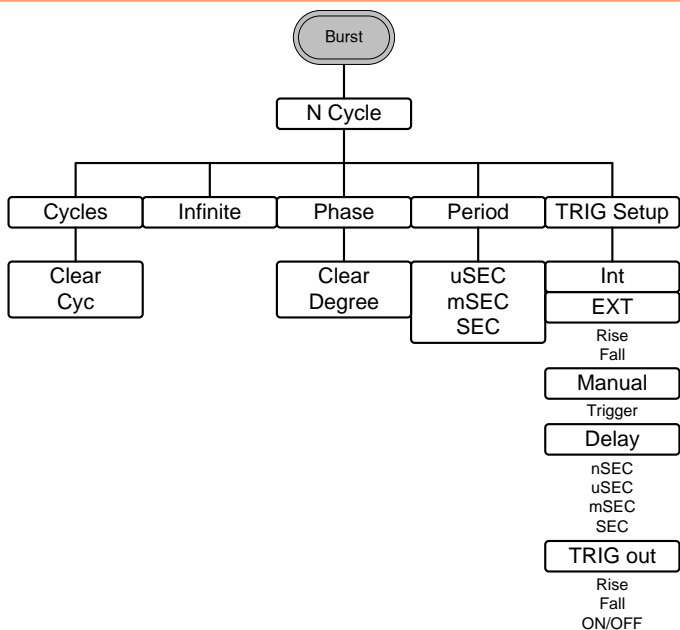 Burst
N Cycle
Cycles
Infinite
Phase
Period
TRIG Setup
Clear
Cyc
Clear
Degree
uSEC
mSEC
SEC
Int
EXT
Rise
Fall
Manual
Trigger
Delay
nSEC
uSEC
mSEC
SEC
TRIG out
Rise
Fall
ON/OFF